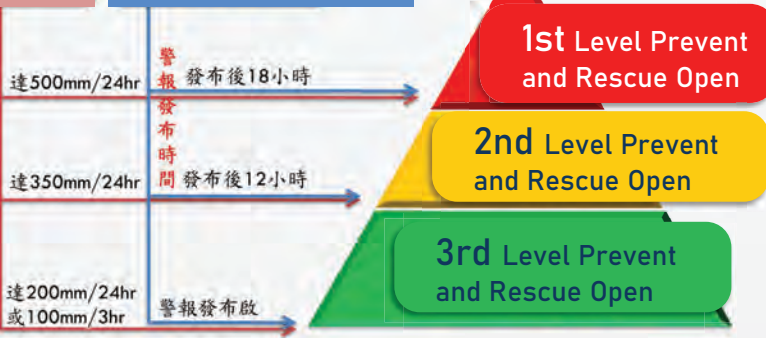 達500mm/24hr
警報發布時間
發布後18小時
1st Level Prevent
and Rescue Open
達350mm/24hr
發布後12小時
2nd Level Prevent
and Rescue Open
達200mm/24hr
或100mm/3hr
警報發布啟
3rd Level Prevent
and Rescue Open